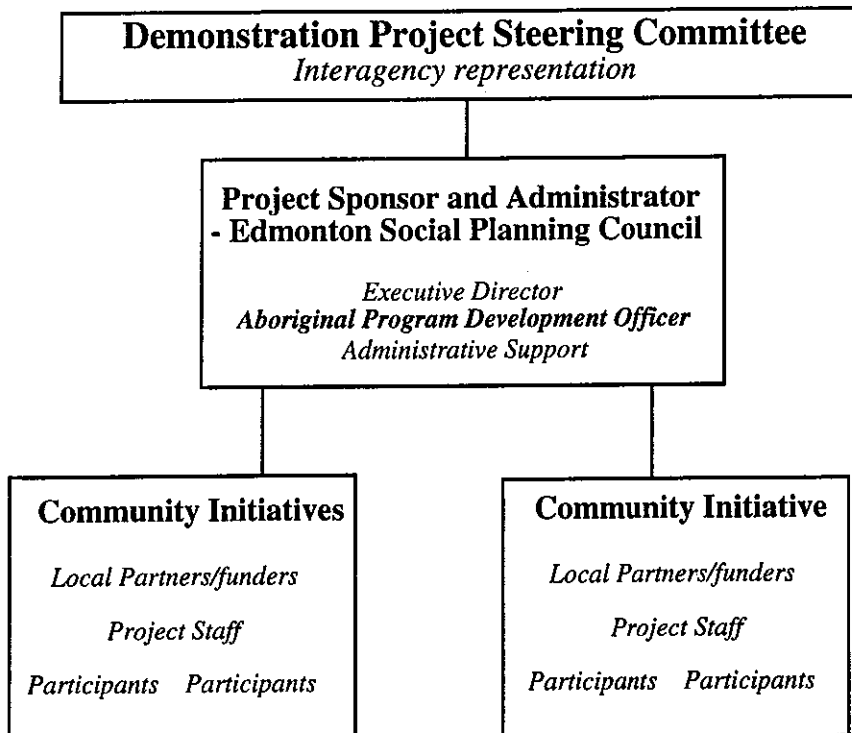 Demonstration Project Steering Committee
Interagency representation
Project Sponsor and Administrator
- Edmonton Social Planning Council
Executive Director
Aboriginal Program Development Officer
Administrative Support
Community Initiatives
Local Partners/funders
Project Staff
Participants Participants
Community Initiative
Local Partners/funders
Project Staff
Participants Participants